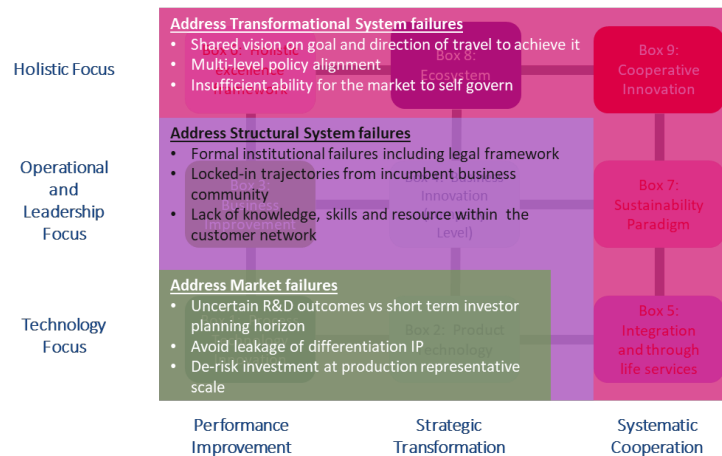 Address Transformational System failures
• Shared vision on goal and direction of travel to achieve it
• Multi-level policy alignment
• Insufficient ability for the market to self govern
Holistic Focus
Box 8:
Ecosystem
Box 9:
Cooperative
Innovation
Address Structural System failures
• Formal institutional failures including legal framework
• Locked-in trajectories from incumbent business
community
• Lack of knowledge, skills and resource within the
customer network
Operational
and
Leadership
Focus
Box 3:
Business
Improvement
Innovation
Level)
Box 7:
Sustainability
Paradigm
Address Market failures
• Uncertain R&D outcomes vs short term investor
planning horizon
• Avoid leakage of differentiation IP
• De-risk investment at production representative
scale
Technology
Focus
Box 2: Product
Technology
Box 5:
Integration
and through
life services
Performance
Improvement
Strategic
Transformation
Systematic
Cooperation